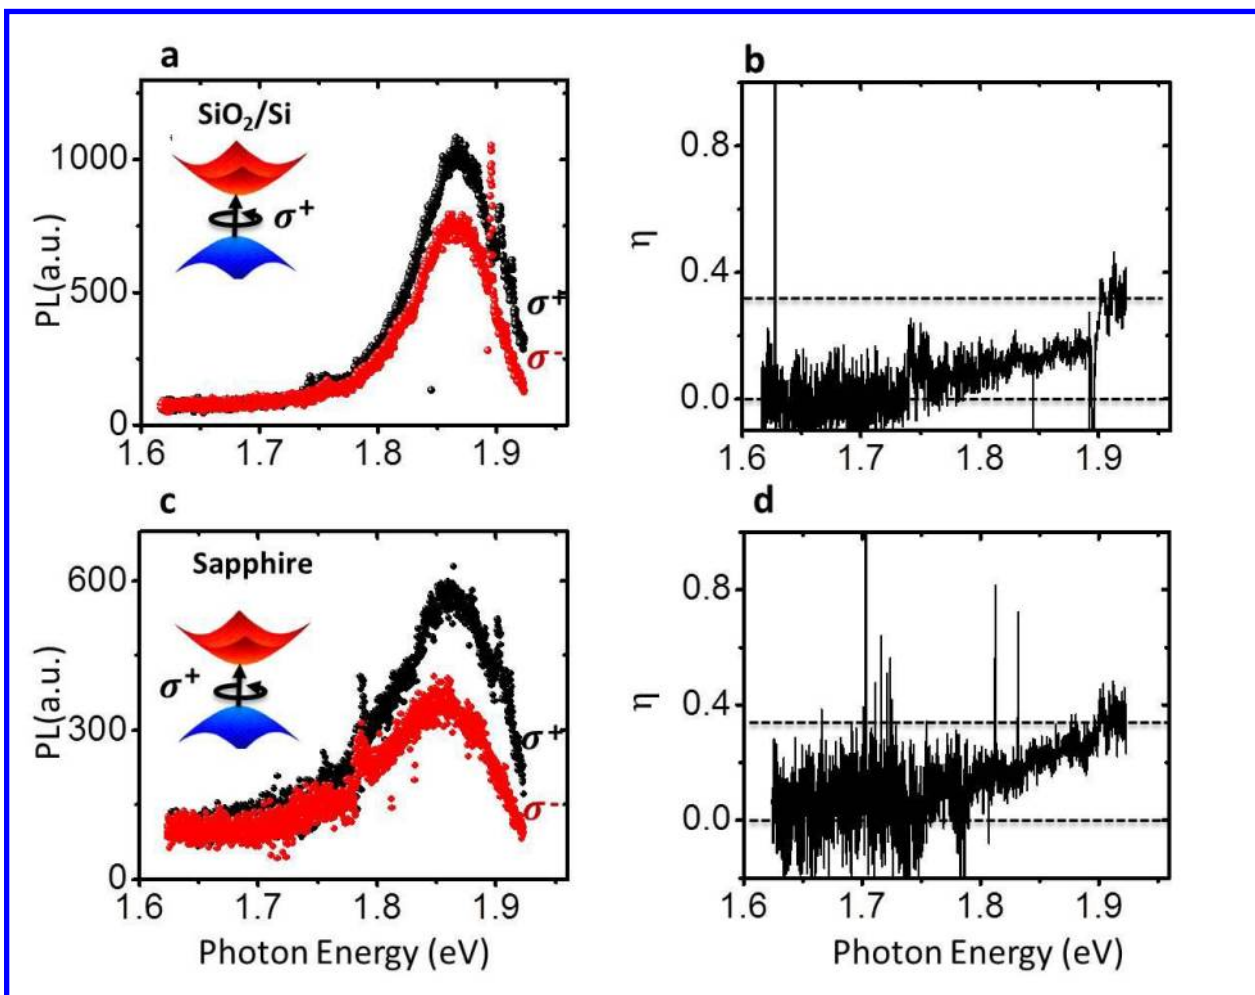 a
SiO₂/Si
σ⁺
PL(a.u.)
1000
500
0
σ⁺
σ⁻
1.6 1.7 1.8 1.9
b
η
0.8
0.4
0.0
1.6 1.7 1.8 1.9
c
Sapphire
σ⁺
PL(a.u.)
600
300
0
σ⁺
σ⁻
1.6 1.7 1.8 1.9
Photon Energy (eV)
d
η
0.8
0.4
0.0
1.6 1.7 1.8 1.9
Photon Energy (eV)